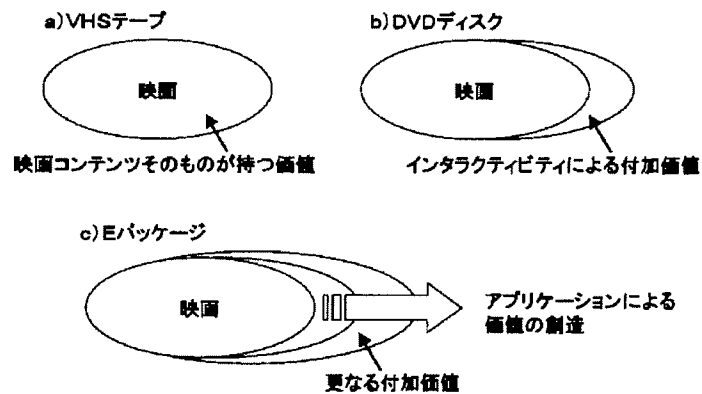 a)VHSテープ
映画
映画コンテンツそのものが持つ価値
b)DVDディスク
映画
インタラクティビティによる付加価値
c)Eパッケージ
映画
アプリケーションによる
価値の創造
更なる付加価値